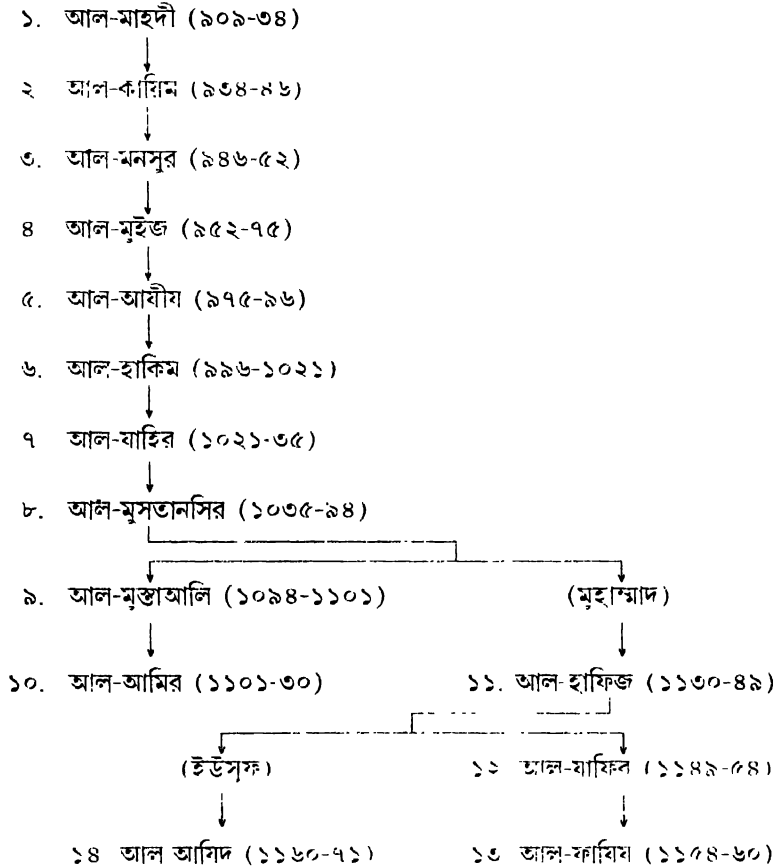 ১. আল-মাহদী (৯০৯-৩৪)
২ আল-কায়িম (৯৩৪-৪৬)
৩. আল-মনসুর (৯৪৬-৫২)
৪ আল-মুইজ (৯৫২-৭৫)
৫. আল-আযীয (৯৭৫-৯৬)
৬. আল-হাকিম (৯৯৬-১০২১)
৭ আল-যাহির (১০২১-৩৫)
৮. আল-মুসতানসির (১০৩৫-৯৪)
৯. আল-মুস্তাআলি (১০৯৪-১১০১) (মুহাম্মাদ)
১০. আল-আমির (১১০১-৩০) ১১. আল-হাফিজ (১১৩০-৪৯)
(ইউসুফ) ১২ আল-যাফির (১১৪৯-৫৪)
১৪ আল আযিদ (১১৬০-৭১) ১৩ আল-ফাযিয (১১৫৪-৬০)